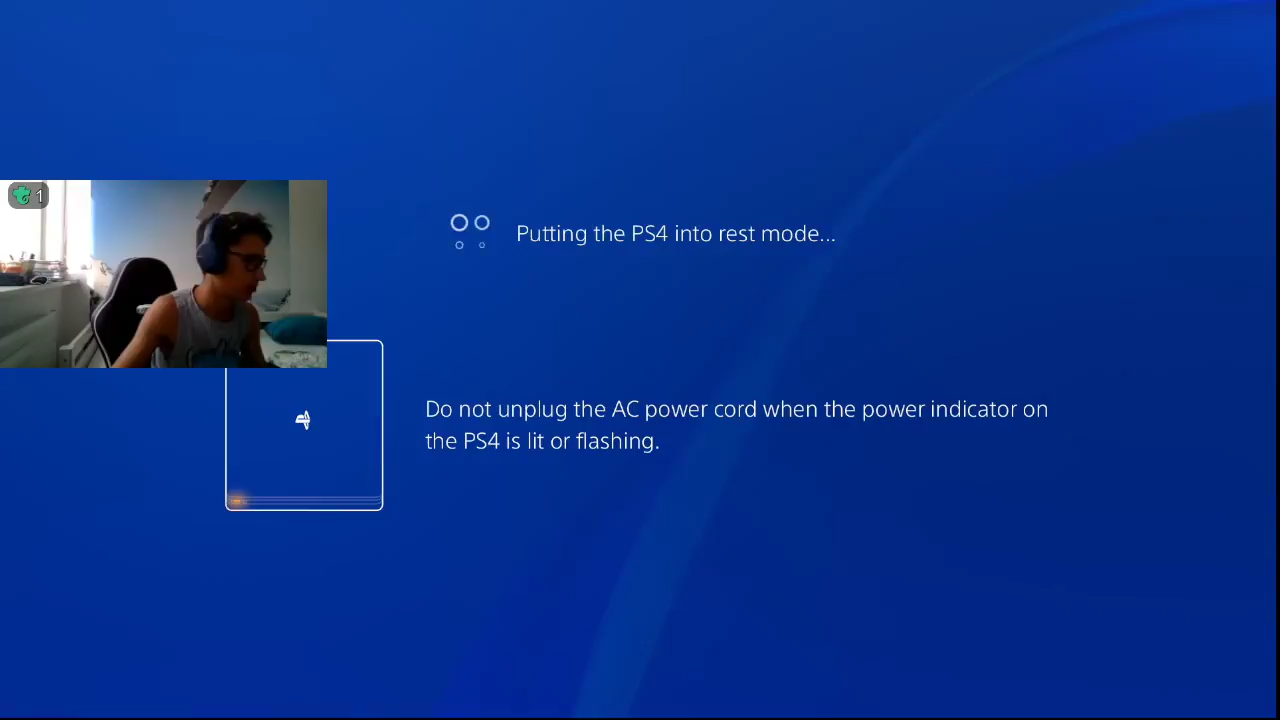 1
Putting the PS4 into rest mode...
Do not unplug the AC power cord when the power indicator on
the PS4 is lit or flashing.